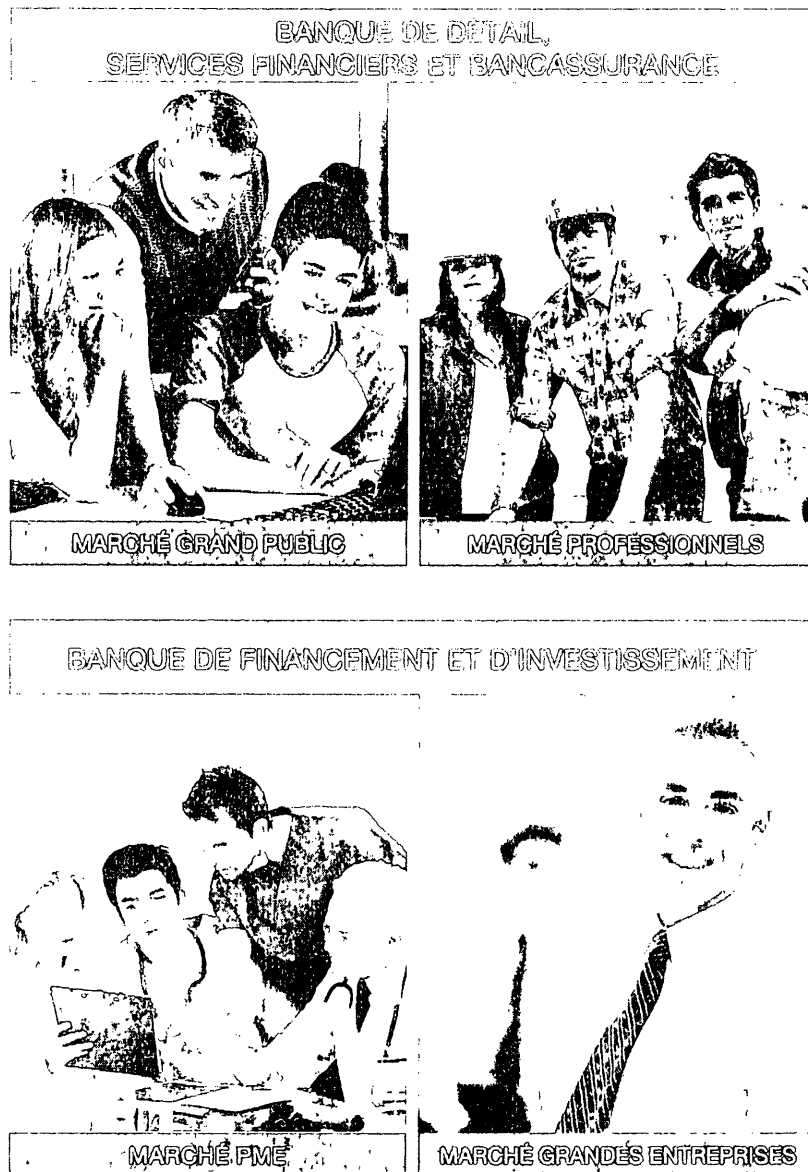 BANQUE DE DÉTAIL,
SERVICES FINANCIERS ET BANCASSURANCE
MARCHÉ GRAND PUBLIC
MARCHÉ PROFESSIONNELS
BANQUE DE FINANCEMENT ET D'INVESTISSEMENT
MARCHÉ PME
MARCHÉ GRANDES ENTREPRISES